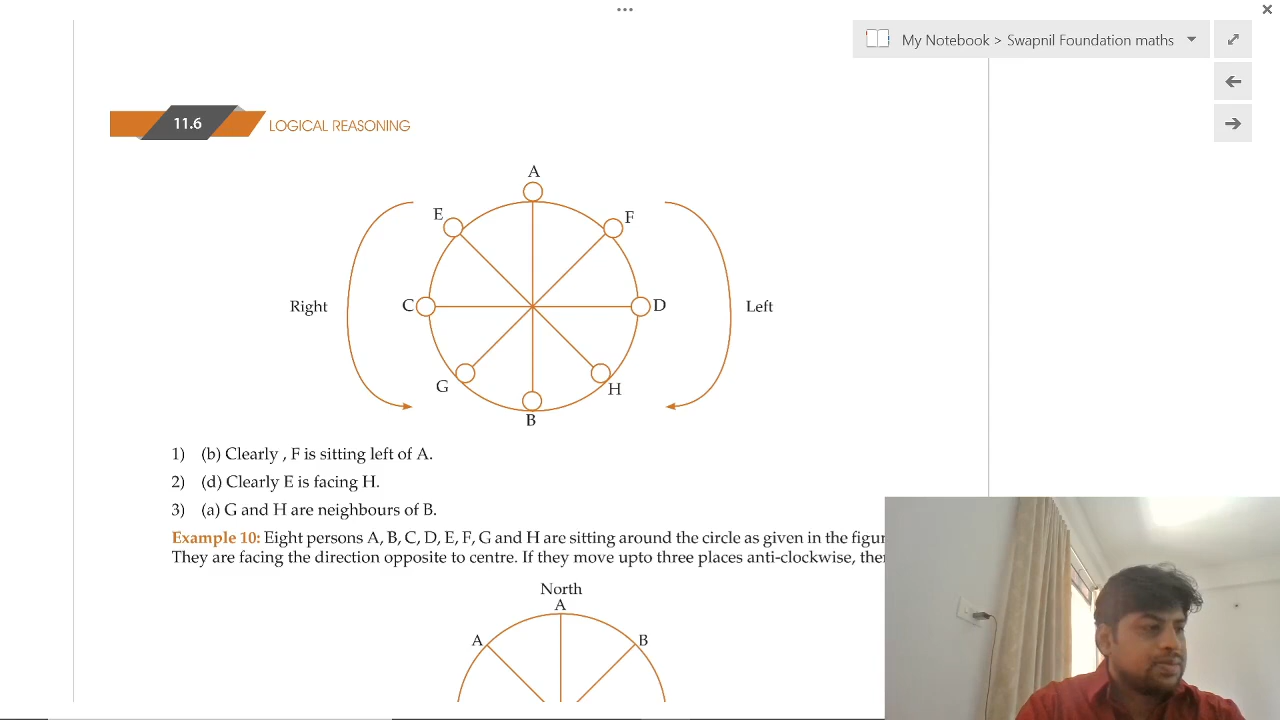 My Notebook > Swapnil Foundation maths
11.6 LOGICAL REASONING
A
E
F
Right
C
D
Left
G
H
B
1) (b) Clearly , F is sitting left of A.
2) (d) Clearly E is facing H.
3) (a) G and H are neighbours of B.
Example 10: Eight persons A, B, C, D, E, F, G and H are sitting around the circle as given in the
They are facing the direction opposite to centre. If they move upto three places anti-clockwise,
North
A
A
B